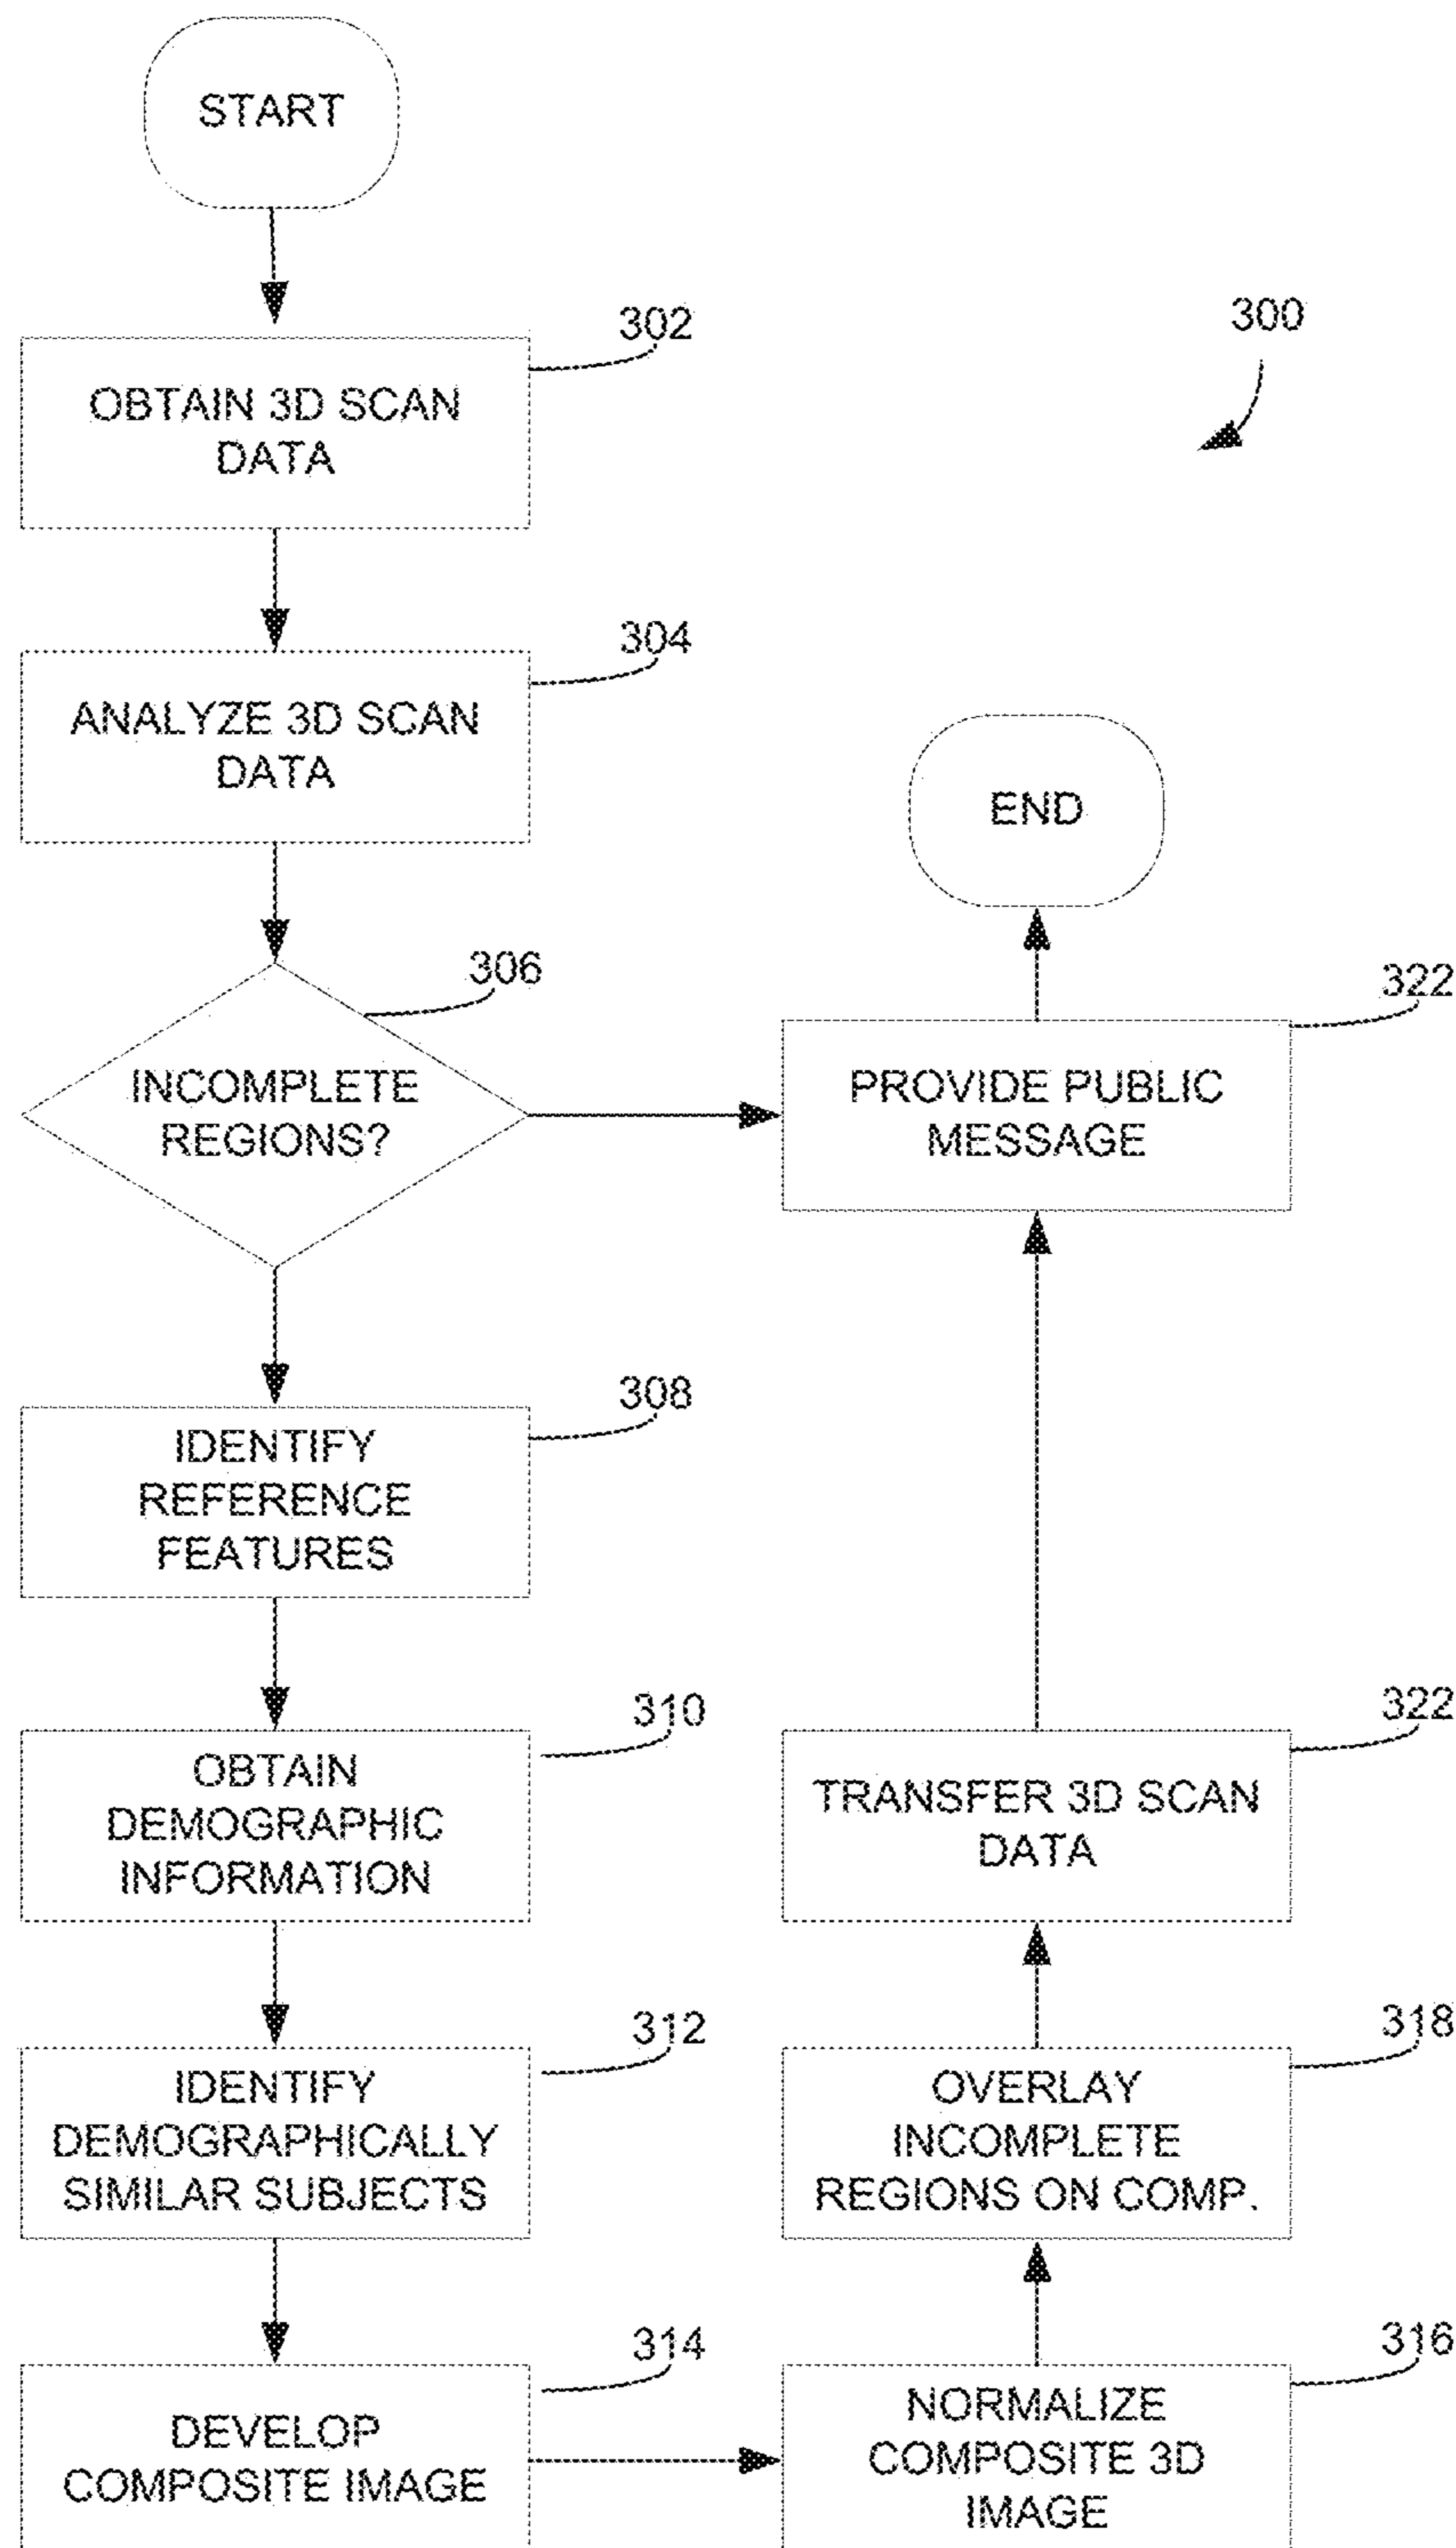 START
302
OBTAIN 3D SCAN
DATA
300
304
ANALYZE 3D SCAN
DATA
END
306
INCOMPLETE
REGIONS?
322
PROVIDE PUBLIC
MESSAGE
308
IDENTIFY
REFERENCE
FEATURES
310
OBTAIN
DEMOGRAPHIC
INFORMATION
322
TRANSFER 3D SCAN
DATA
312
IDENTIFY
DEMOGRAPHICALLY
SIMILAR SUBJECTS
318
OVERLAY
INCOMPLETE
REGIONS ON COMP.
314
DEVELOP
COMPOSITE IMAGE
316
NORMALIZE
COMPOSITE 3D
IMAGE